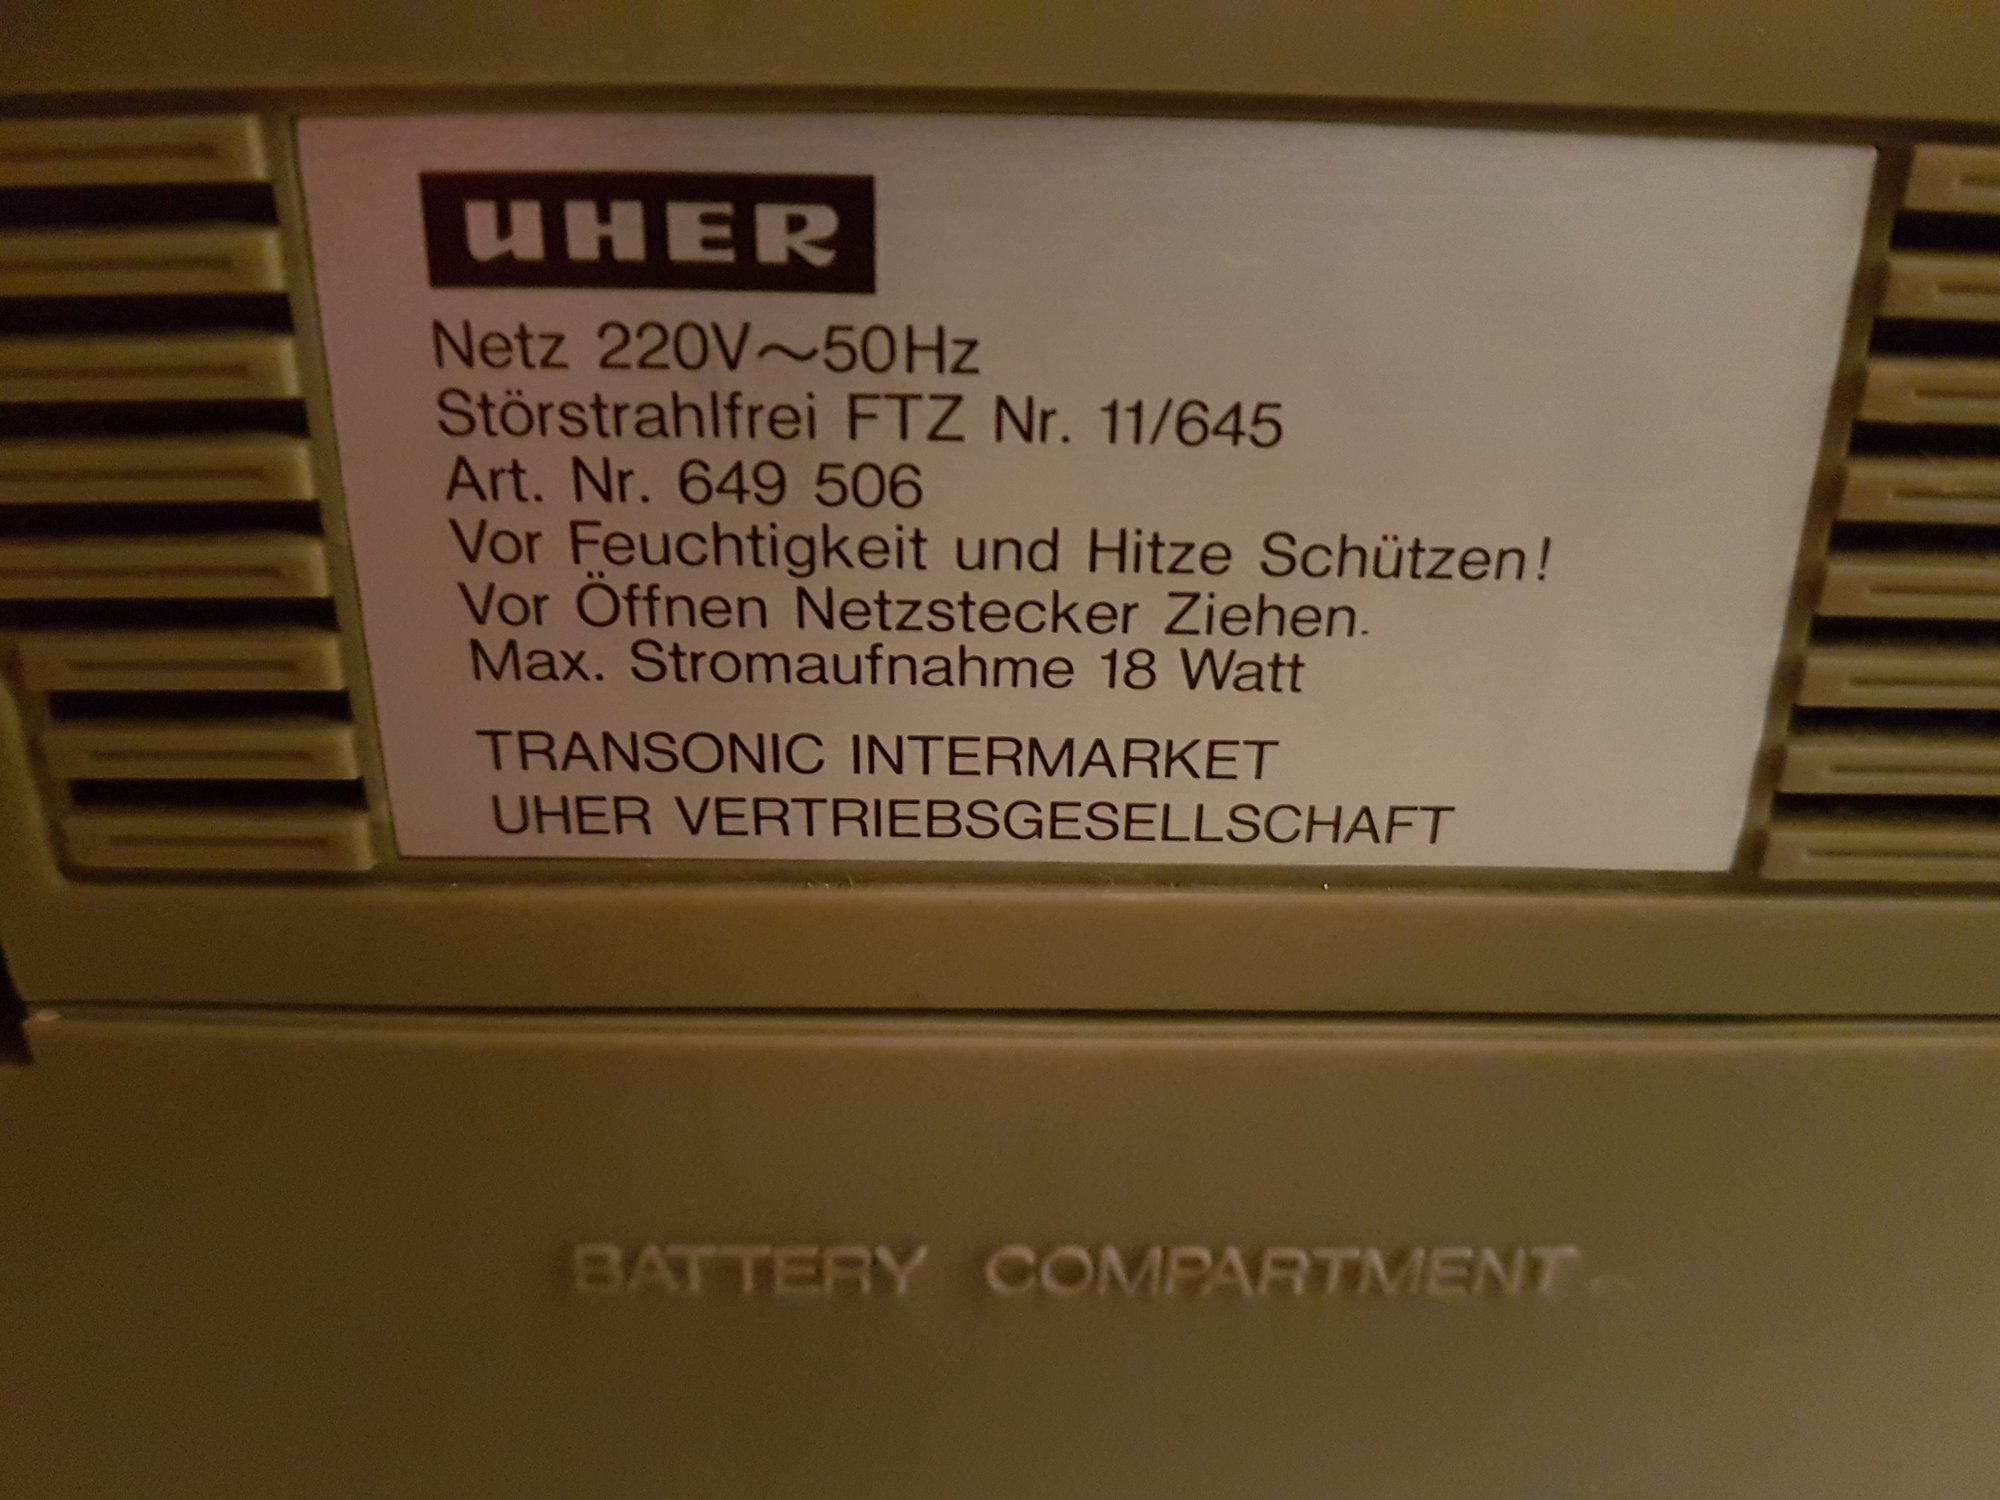 UHER
Netz 220V~50Hz
Störstrahlfrei FTZ Nr. 11/645
Art. Nr. 649 506
Vor Feuchtigkeit und Hitze Schützen!
Vor Öffnen Netzstecker Ziehen.
Max. Stromaufnahme 18 Watt
TRANSONIC INTERMARKET
UHER VERTRIEBSGESELLSCHAFT
BATTERY COMPARTMENT